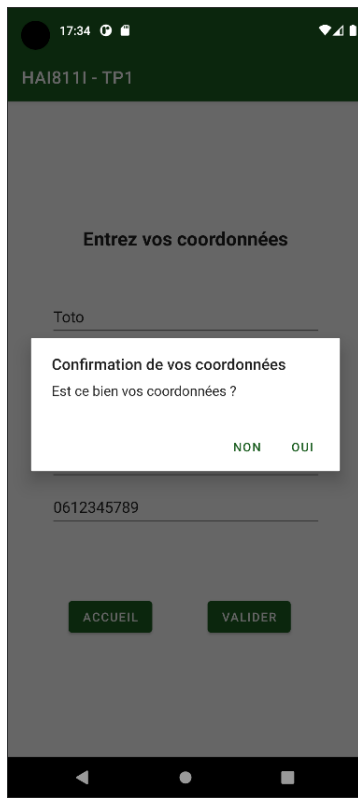 17:34
HAI811I - TP1
Entrez vos coordonnées
Toto
Confirmation de vos coordonnées
Est ce bien vos coordonnées ?
NON OUI
0612345789
ACCUEIL VALIDER